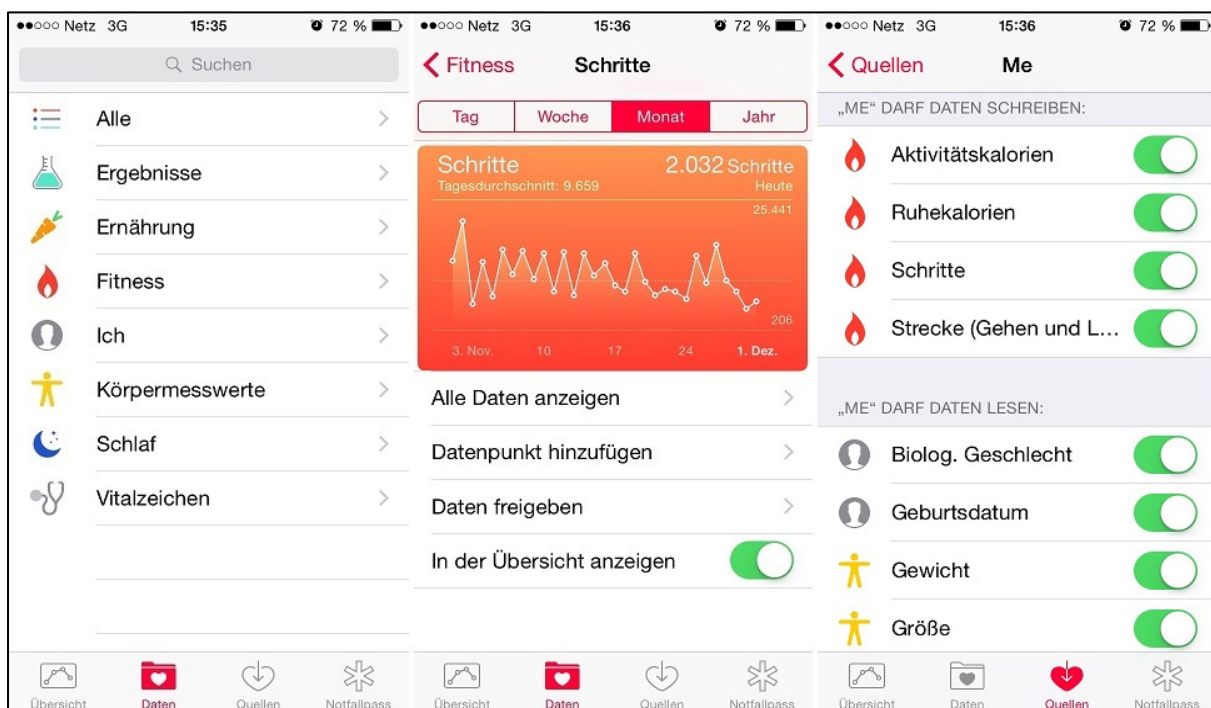 Netz 3G 15:35 72 %
Suchen
Alle
Ergebnisse
Ernährung
Fitness
Ich
Körpermesswerte
Schlaf
Vitalzeichen
Übersicht Daten Quellen Notfallpass
Netz 3G 15:36 72 %
Fitness Schritte
Tag Woche Monat Jahr
Schritte 2.032 Schritte
Tagesdurchschnitt: 9.659 Heute
25.441
206
3. Nov. 10 17 24 1. Dez.
Alle Daten anzeigen
Datenpunkt hinzufügen
Daten freigeben
In der Übersicht anzeigen
Übersicht Daten Quellen Notfallpass
Netz 3G 15:36 72 %
Quellen Me
„ME“ DARF DATEN SCHREIBEN:
Aktivitätskalorien
Ruhekalorien
Schritte
Strecke (Gehen und L...
„ME“ DARF DATEN LESEN:
Biolog. Geschlecht
Geburtsdatum
Gewicht
Größe
Übersicht Daten Quellen Notfallpass